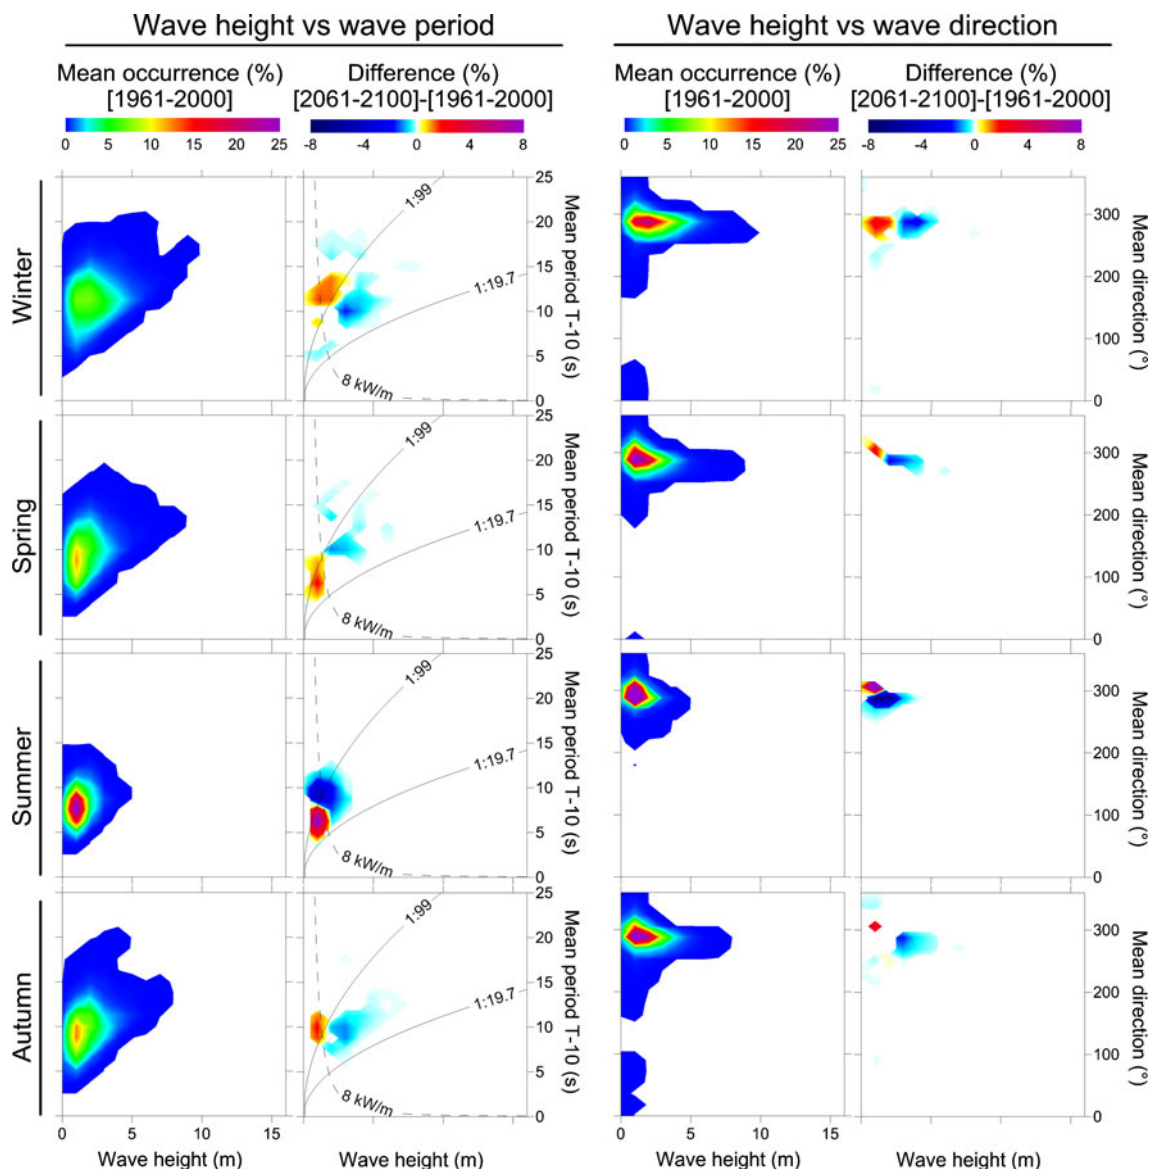 Wave height vs wave period
Wave height vs wave direction
Mean occurrence (%)
[1961-2000]
Difference (%)
[2061-2100]-[1961-2000]
Mean occurrence (%)
[1961-2000]
Difference (%)
[2061-2100]-[1961-2000]
0 5 10 15 20 25
-8 -4 0 4 8
0 5 10 15 20 25
-8 -4 0 4 8
Winter
1:99
1:19.7
8 kW/m
25
20
15
10
5
0
Mean period T-10 (s)
300
200
100
0
Mean direction (°)
Spring
1:99
1:19.7
8 kW/m
25
20
15
10
5
0
Mean period T-10 (s)
300
200
100
0
Mean direction (°)
Summer
1:99
1:19.7
8 kW/m
25
20
15
10
5
0
Mean period T-10 (s)
300
200
100
0
Mean direction (°)
Autumn
1:99
1:19.7
8 kW/m
25
20
15
10
5
0
Mean period T-10 (s)
300
200
100
0
Mean direction (°)
0 5 10 15
0 5 10 15
0 5 10 15
0 5 10 15
Wave height (m)
Wave height (m)
Wave height (m)
Wave height (m)